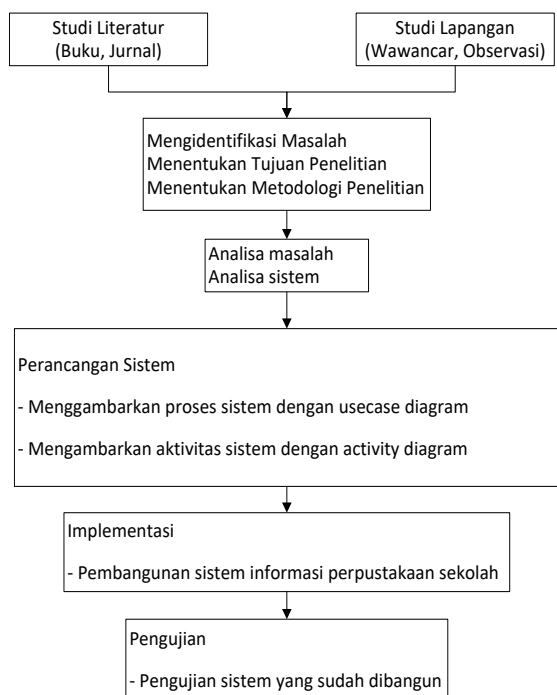 Studi Literatur
(Buku, Jurnal)
Studi Lapangan
(Wawancar, Observasi)
Mengidentifikasi Masalah
Menentukan Tujuan Penelitian
Menentukan Metodologi Penelitian
Analisa masalah
Analisa sistem
Perancangan Sistem
- Menggambarkan proses sistem dengan usecase diagram
- Mengambarkan aktivitas sistem dengan activity diagram
Implementasi
- Pembangunan sistem informasi perpustakaan sekolah
Pengujian
- Pengujian sistem yang sudah dibangun